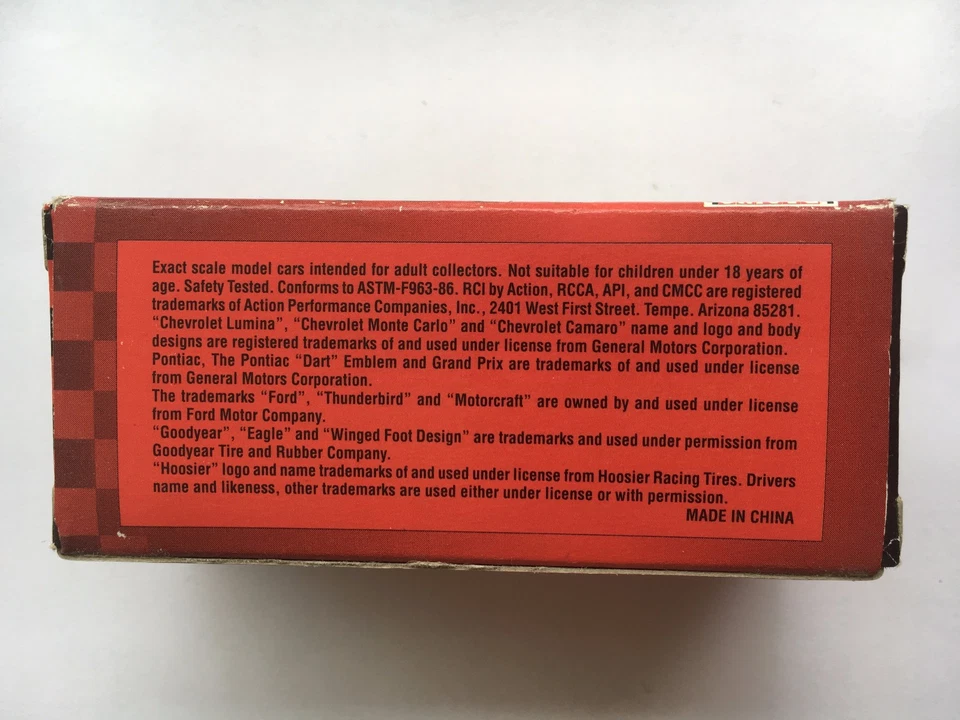 Exact scale model cars intended for adult collectors. Not suitable for children under 18 years of
age. Safety Tested. Conforms to ASTM-F963-86. RCI by Action, RCCA, API, and CMCC are registered
trademarks of Action Performance Companies, Inc., 2401 West First Street. Tempe. Arizona 85281.
"Chevrolet Lumina", "Chevrolet Monte Carlo" and "Chevrolet Camaro" name and logo and body
designs are registered trademarks of and used under license from General Motors Corporation.
Pontiac, The Pontiac "Dart" Emblem and Grand Prix are trademarks of and used under license
from General Motors Corporation.
The trademarks "Ford", "Thunderbird" and "Motorcraft" are owned by and used under license
from Ford Motor Company.
"Goodyear", "Eagle" and "Winged Foot Design" are trademarks and used under permission from
Goodyear Tire and Rubber Company.
"Hoosier" logo and name trademarks of and used under license from Hoosier Racing Tires. Drivers
name and likeness, other trademarks are used either under license or with permission.
MADE IN CHINA